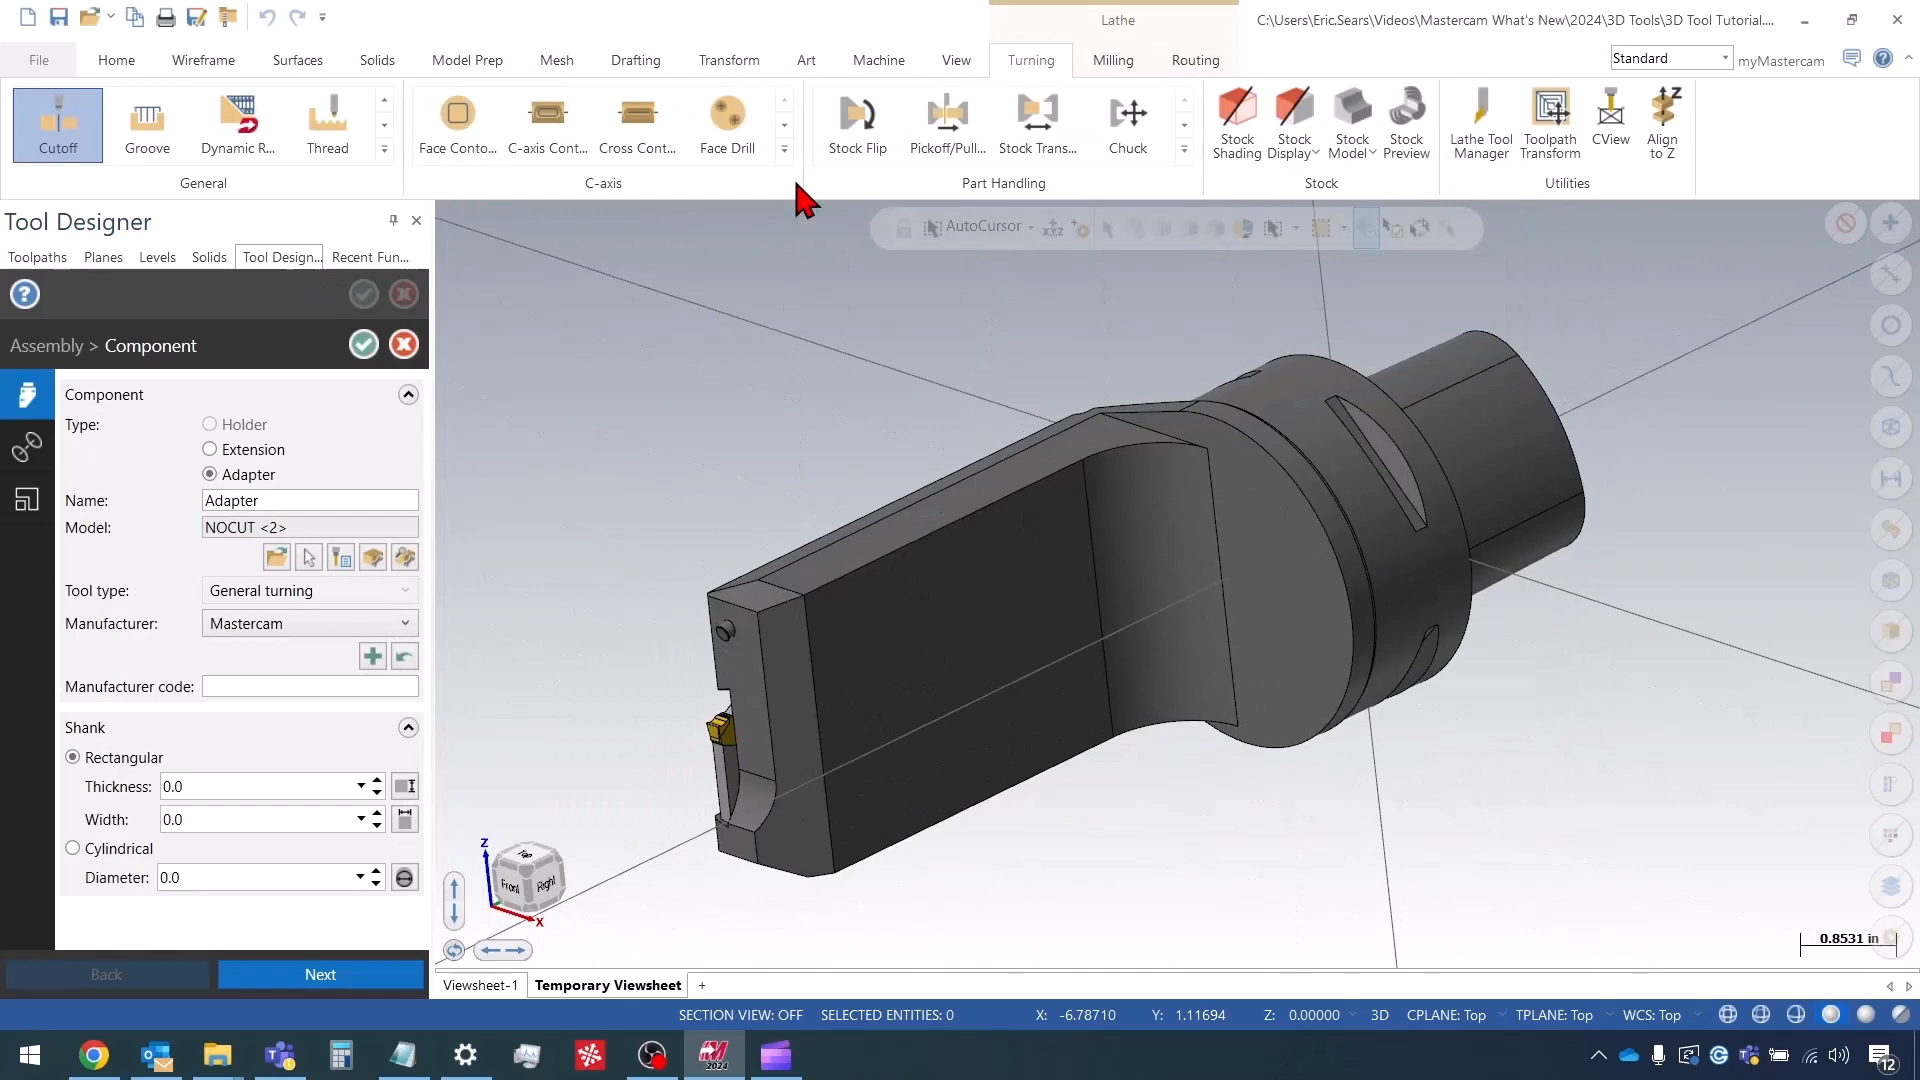 Lathe
C:\Users\Eric.Sears\Videos\Mastercam What's New\2024\3D Tools\3D Tool Tutorial....
File
Home
Wireframe
Surfaces
Solids
Model Prep
Mesh
Drafting
Transform
Art
Machine
View
Turning
Milling
Routing
Standard
myMastercam
Cutoff
Groove
Dynamic R...
Thread
Face Conto...
C-axis Cont...
Cross Cont...
Face Drill
Stock Flip
Pickoff/Pull...
Stock Trans...
Chuck
Stock Shading
Stock Display
Stock Model
Stock Preview
Lathe Tool Manager
Toolpath Transform
CView
Align to Z
General
C-axis
Part Handling
Stock
Utilities
Tool Designer
Toolpaths
Planes
Levels
Solids
Tool Design...
Recent Fun...
Assembly > Component
Component
Type:
Holder
Extension
Adapter
Name:
Adapter
Model:
NOCUT <2>
Tool type:
General turning
Manufacturer:
Mastercam
Manufacturer code:
Shank
Rectangular
Thickness:
0.0
Width:
0.0
Cylindrical
Diameter:
0.0
Back
Next
AutoCursor
XYZ
Z
Top
Front
Right
X
0.8531 in
Viewsheet-1
Temporary Viewsheet
+
SECTION VIEW: OFF
SELECTED ENTITIES: 0
X: -6.78710
Y: 1.11694
Z: 0.00000
3D
CPLANE: Top
TPLANE: Top
WCS: Top
2024
12